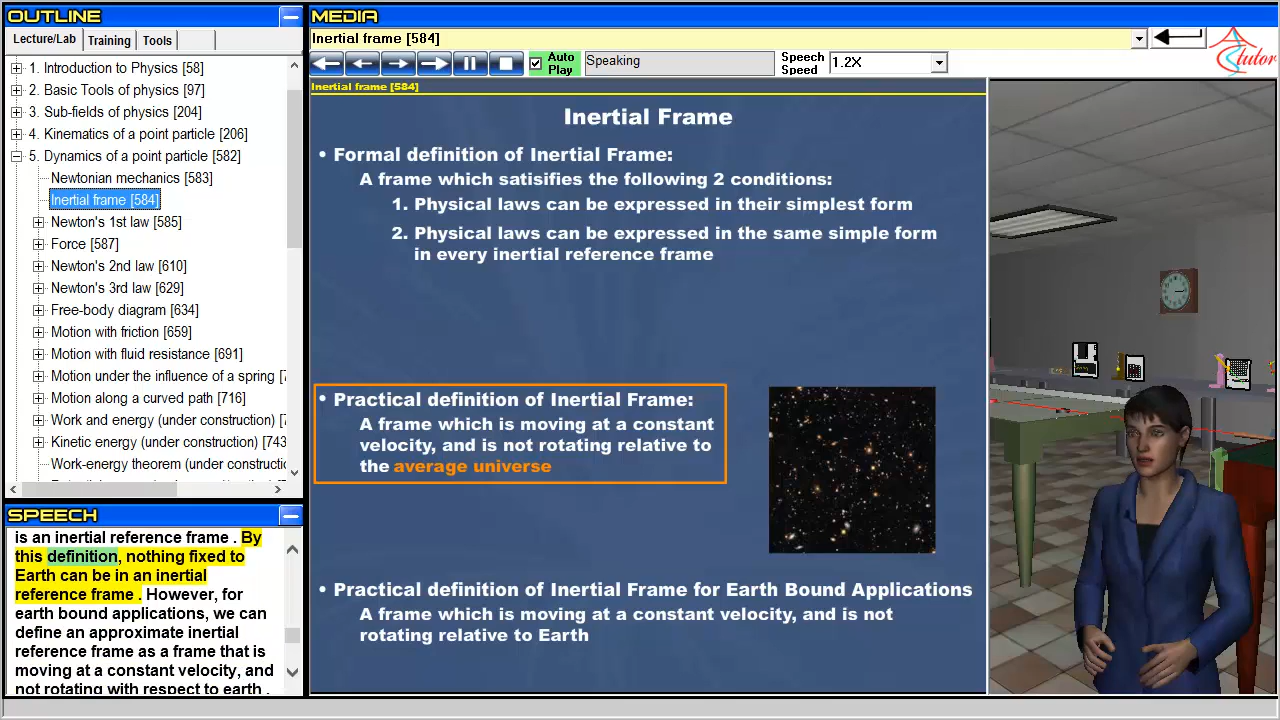 OUTLINE
Lecture/Lab Training Tools
1. Introduction to Physics [58]
2. Basic Tools of physics [97]
3. Sub-fields of physics [204]
4. Kinematics of a point particle [206]
5. Dynamics of a point particle [582]
Newtonian mechanics [583]
Inertial frame [584]
Newton's 1st law [585]
Force [587]
Newton's 2nd law [610]
Newton's 3rd law [629]
Free-body diagram [634]
Motion with friction [659]
Motion with fluid resistance [691]
Motion under the influence of a spring [7
Motion along a curved path [716]
Work and energy (under construction) [7
Kinetic energy (under construction) [743
Work-energy theorem (under constructio
SPEECH
is an inertial reference frame . By
this definition, nothing fixed to
Earth can be in an inertial
reference frame . However, for
earth bound applications, we can
define an approximate inertial
reference frame as a frame that is
moving at a constant velocity, and
not rotating with respect to earth .
MEDIA
Inertial frame [584]
Auto Play
Speaking
Speech Speed
1.2X
tutor
Inertial frame [584]
Inertial Frame
• Formal definition of Inertial Frame:
A frame which satisifies the following 2 conditions:
1. Physical laws can be expressed in their simplest form
2. Physical laws can be expressed in the same simple form
in every inertial reference frame
• Practical definition of Inertial Frame:
A frame which is moving at a constant
velocity, and is not rotating relative to
the average universe
• Practical definition of Inertial Frame for Earth Bound Applications
A frame which is moving at a constant velocity, and is not
rotating relative to Earth